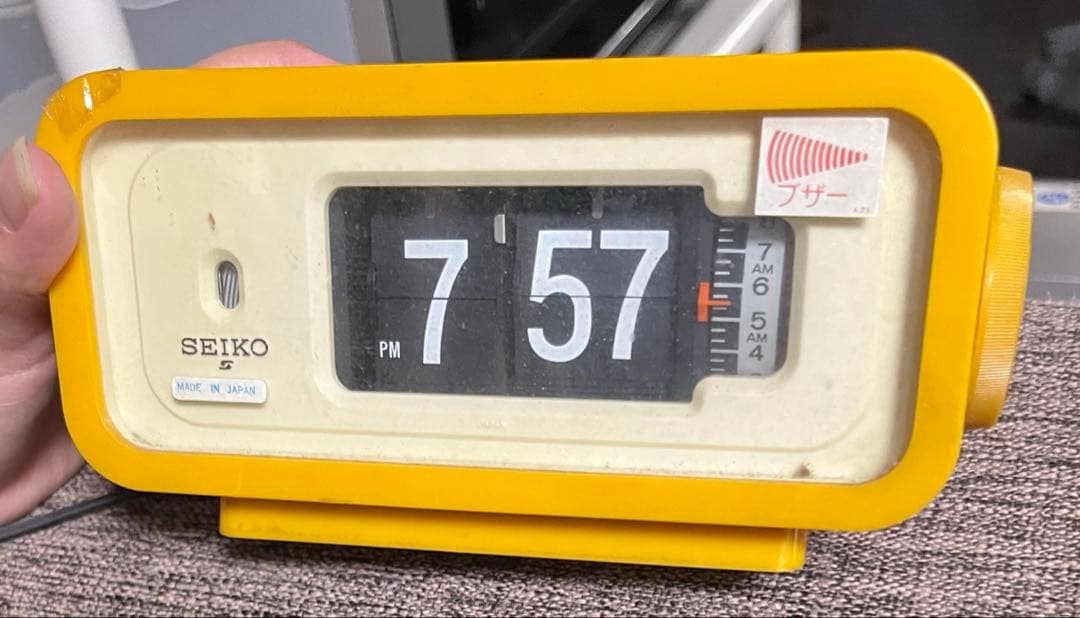 ブザー
PM 7 57
7
AM
6
5
AM
4
SEIKO
MADE IN JAPAN